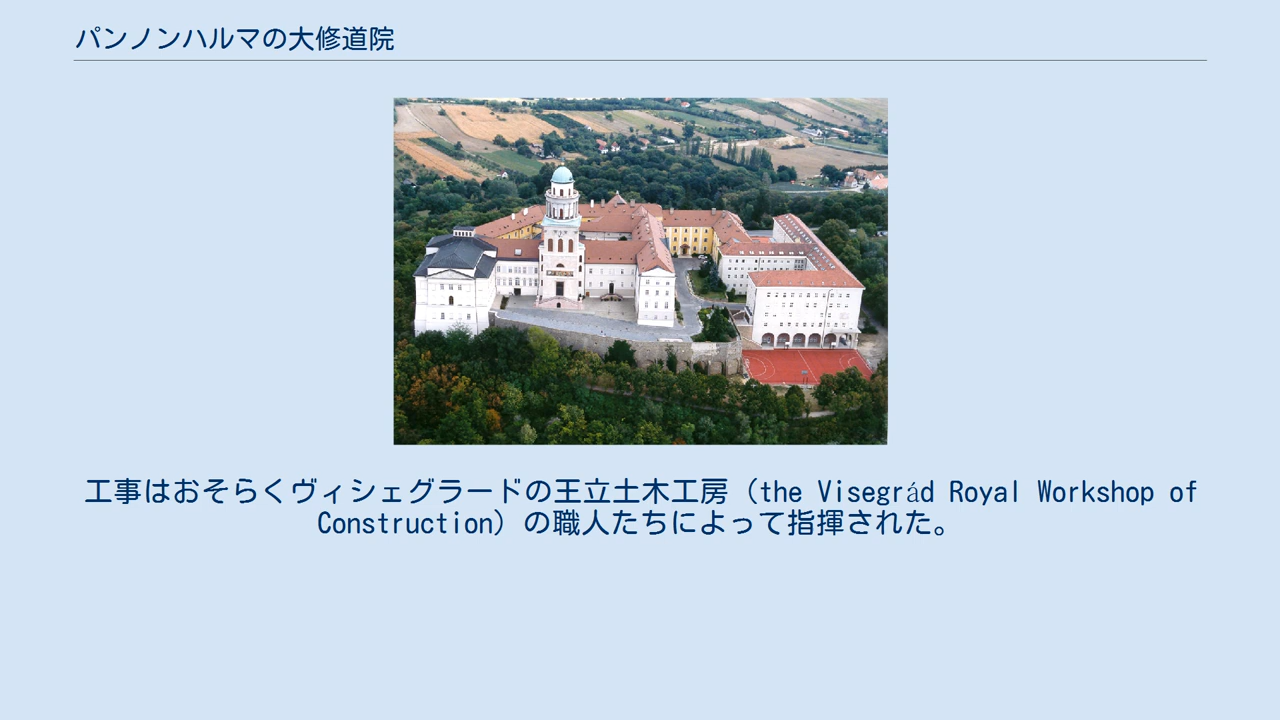 パンノンハルマの大修道院
工事はおそらくヴィシェグラードの王立土木工房（the Visegrád Royal Workshop of
Construction）の職人たちによって指揮された。